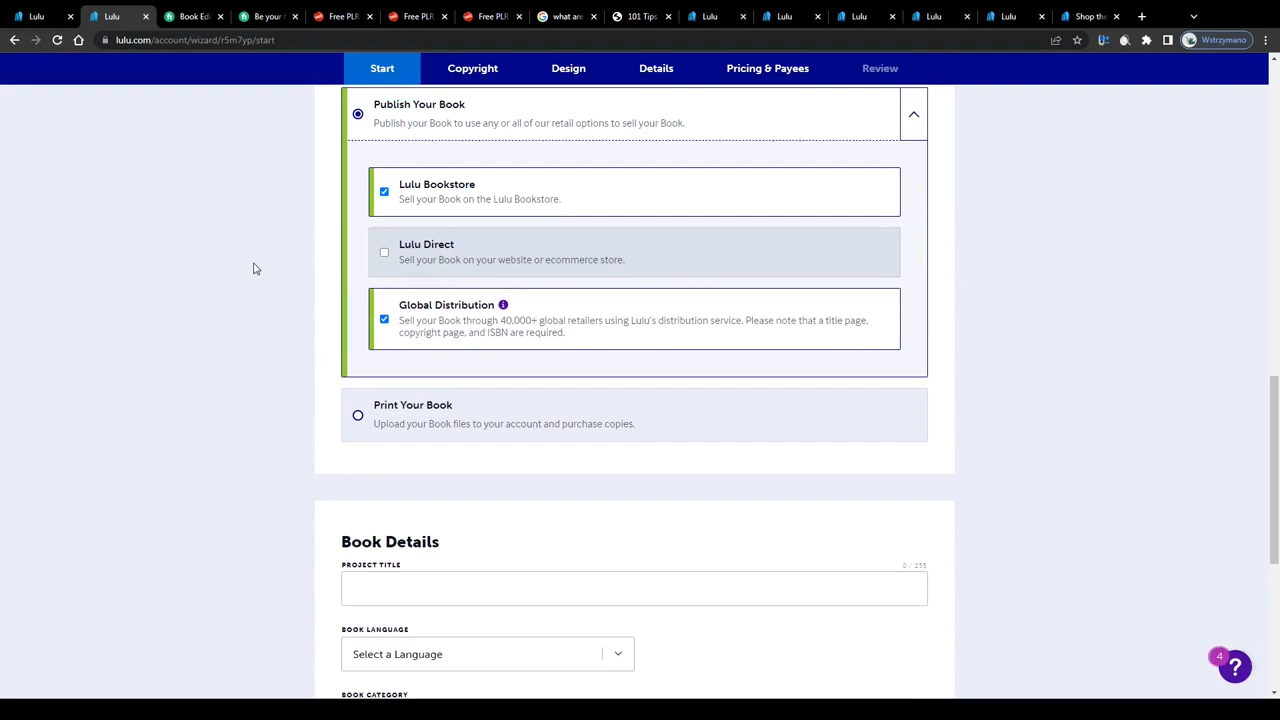 Lulu
Lulu
Book Edi
Be your f
Free PLR
Free PLR
Free PLR
what are
101 Tips
Lulu
Lulu
Lulu
Lulu
Lulu
Shop the
lulu.com/account/wizard/r5m7yp/start
Wstrzymano
Start
Copyright
Design
Details
Pricing & Payees
Review
Publish Your Book
Publish your Book to use any or all of our retail options to sell your Book.
Lulu Bookstore
Sell your Book on the Lulu Bookstore.
Lulu Direct
Sell your Book on your website or ecommerce store.
Global Distribution
Sell your Book through 40,000+ global retailers using Lulu's distribution service. Please note that a title page,
copyright page, and ISBN are required.
Print Your Book
Upload your Book files to your account and purchase copies.
Book Details
PROJECT TITLE
0 / 255
BOOK LANGUAGE
Select a Language
BOOK CATEGORY
4
?